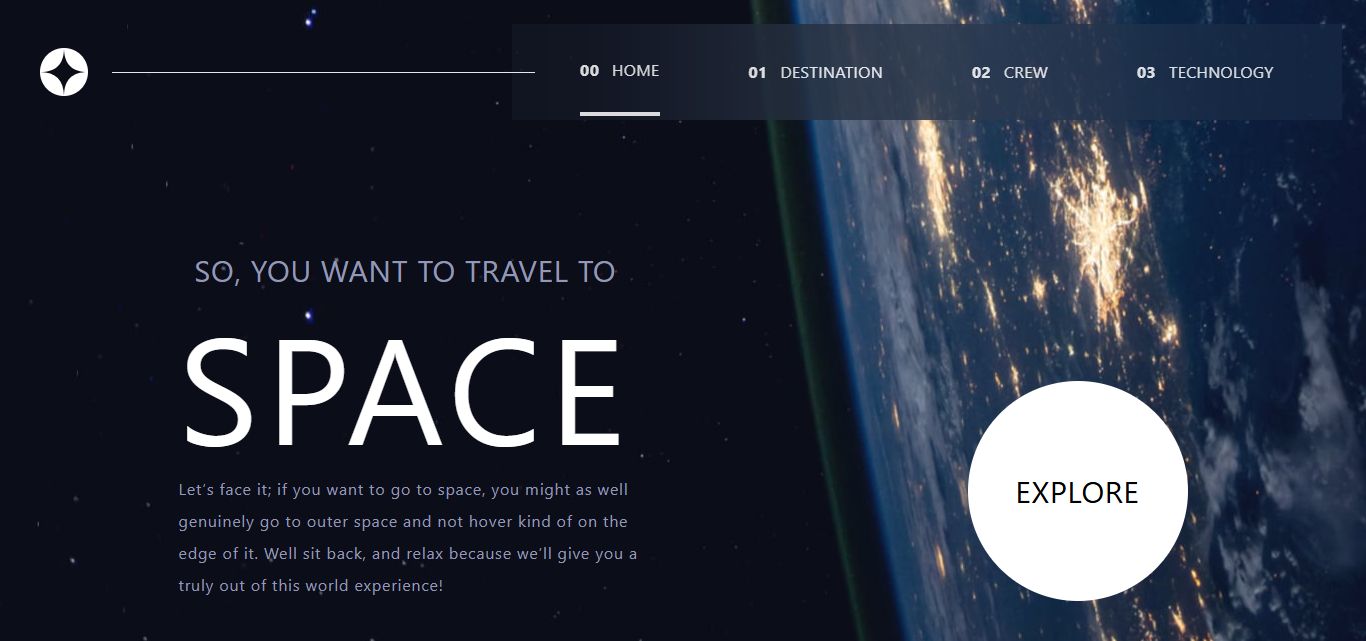 00 HOME 01 DESTINATION 02 CREW 03 TECHNOLOGY
SO, YOU WANT TO TRAVEL TO
SPACE
Let’s face it; if you want to go to space, you might as well
genuinely go to outer space and not hover kind of on the
edge of it. Well sit back, and relax because we’ll give you a
truly out of this world experience!
EXPLORE